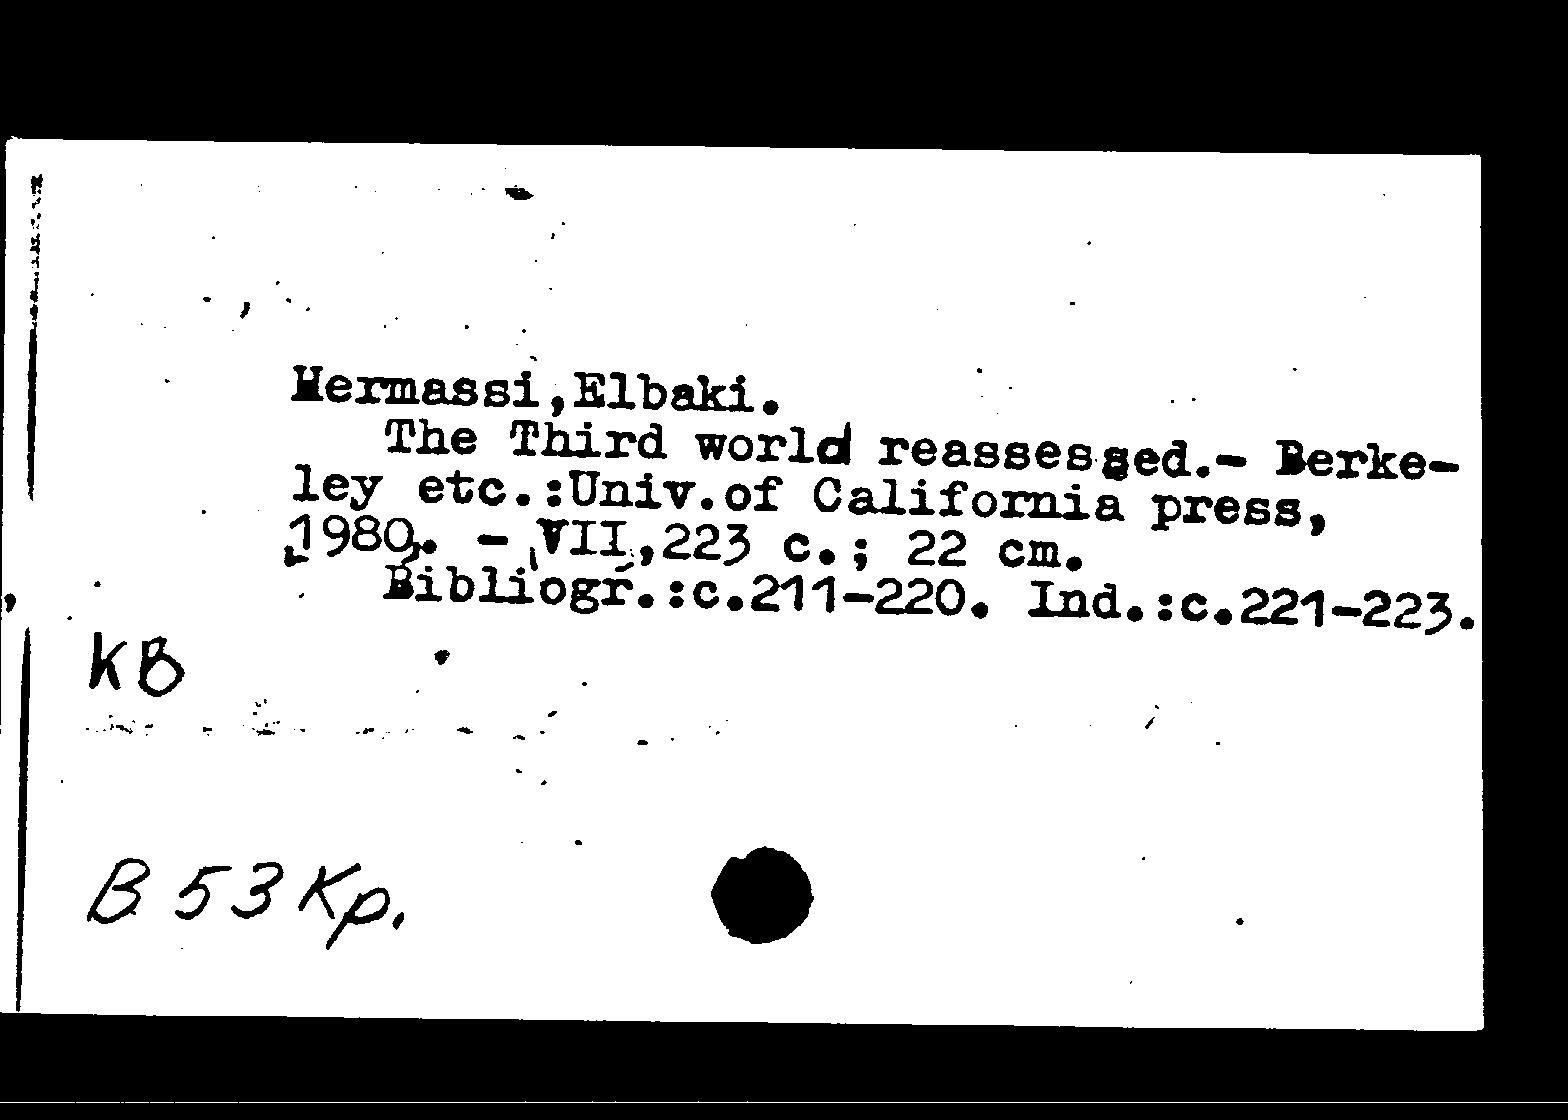 Hermassi,Elbaki.
The Third world reassessed.- Berke-
ley etc.:Univ.of California press,
1980. - VII,223 c.; 22 cm.
Bibliogr.:c.211-220. Ind.:c.221-223.
КВ
В 53 Кр.